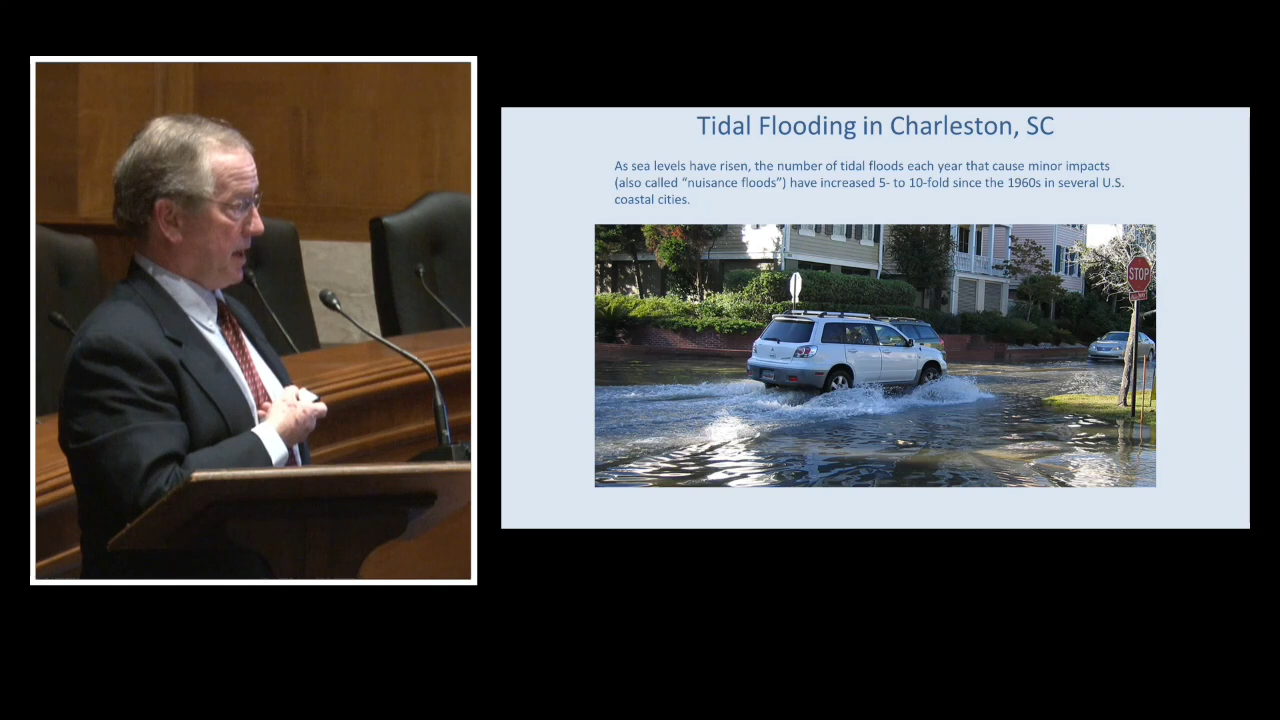 Tidal Flooding in Charleston, SC
As sea levels have risen, the number of tidal floods each year that cause minor impacts
(also called “nuisance floods”) have increased 5- to 10-fold since the 1960s in several U.S.
coastal cities.
STOP